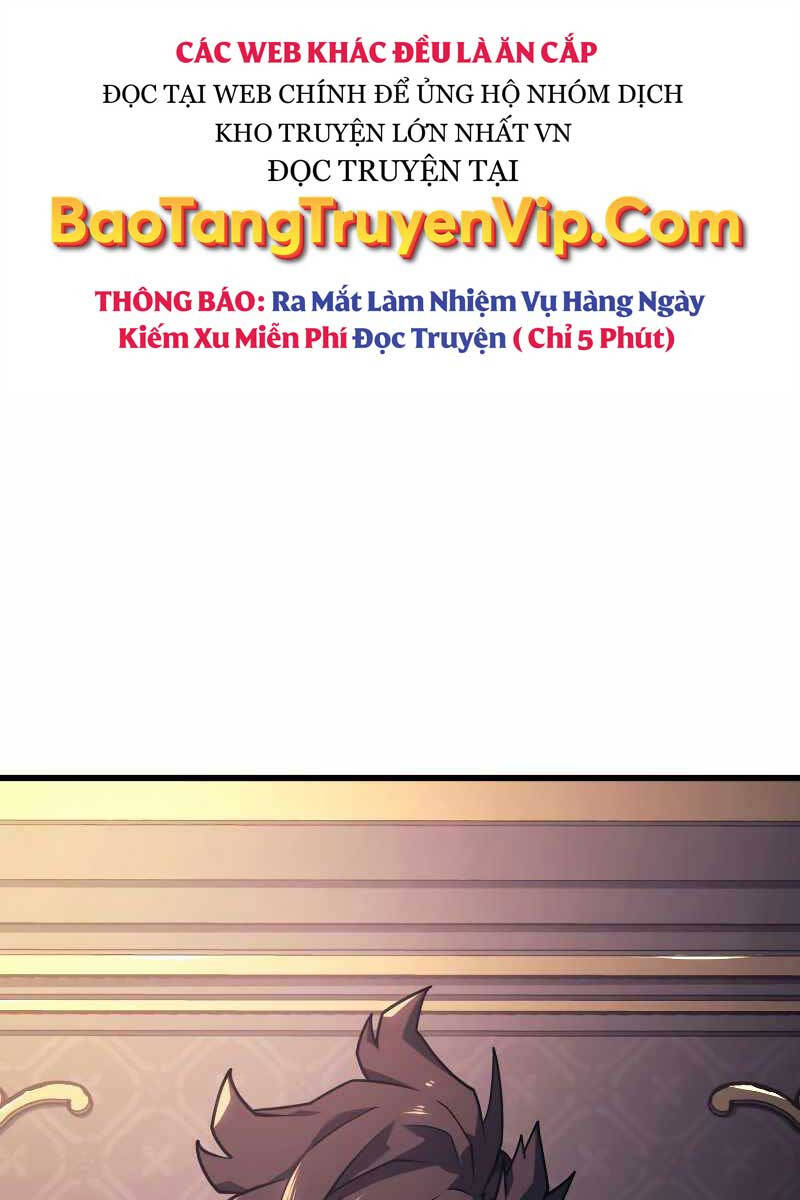 CÁC WEB KHÁC ĐỀU LÀ ĂN CẮP
ĐỌC TẠI WEB CHÍNH ĐỂ ỦNG HỘ NHÓM DỊCH
KHO TRUYỆN LỚN NHẤT VN
ĐỌC TRUYỆN TẠI
BaoTangTruyenVip.Com
THÔNG BÁO: Ra Mắt Làm Nhiệm Vụ Hàng Ngày
Kiếm Xu Miễn Phí Đọc Truyện ( Chỉ 5 Phút)